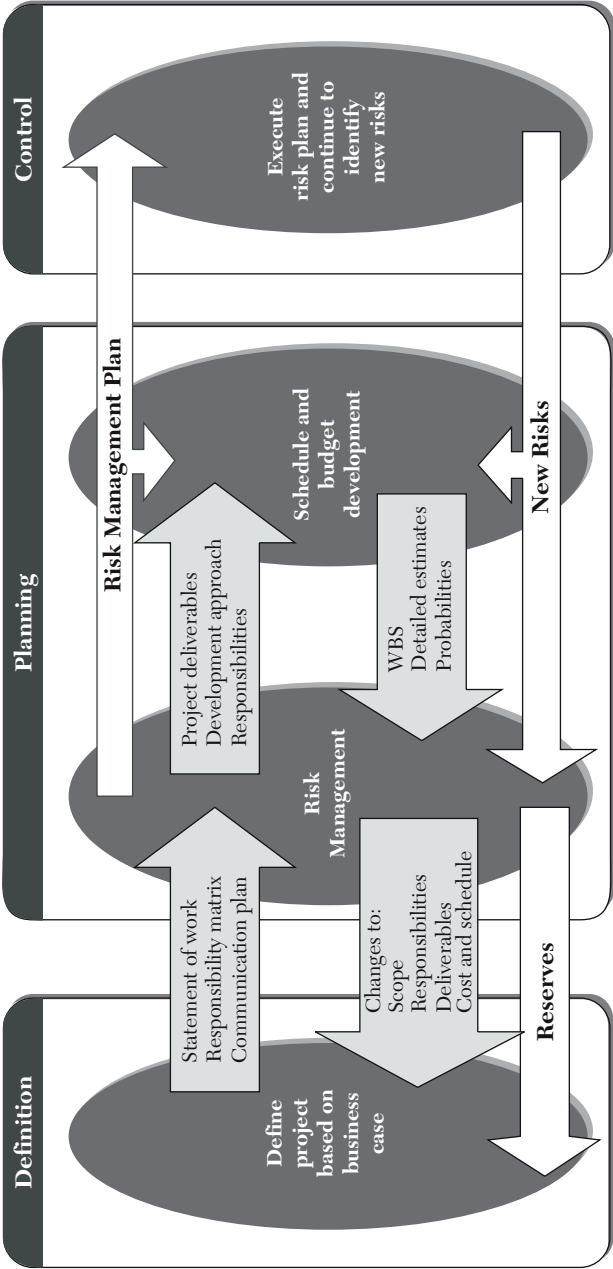 Definition
Planning
Control
Risk Management Plan
Statement of work
Responsibility matrix
Communication plan
Project deliverables
Development approach
Responsibilities
Define
project
based on
business
case
Risk
Management
Schedule and
budget
development
Execute
risk plan and
continue to
identify
new risks
Changes to:
Scope
Responsibilities
Deliverables
Cost and schedule
WBS
Detailed estimates
Probabilities
Reserves
New Risks